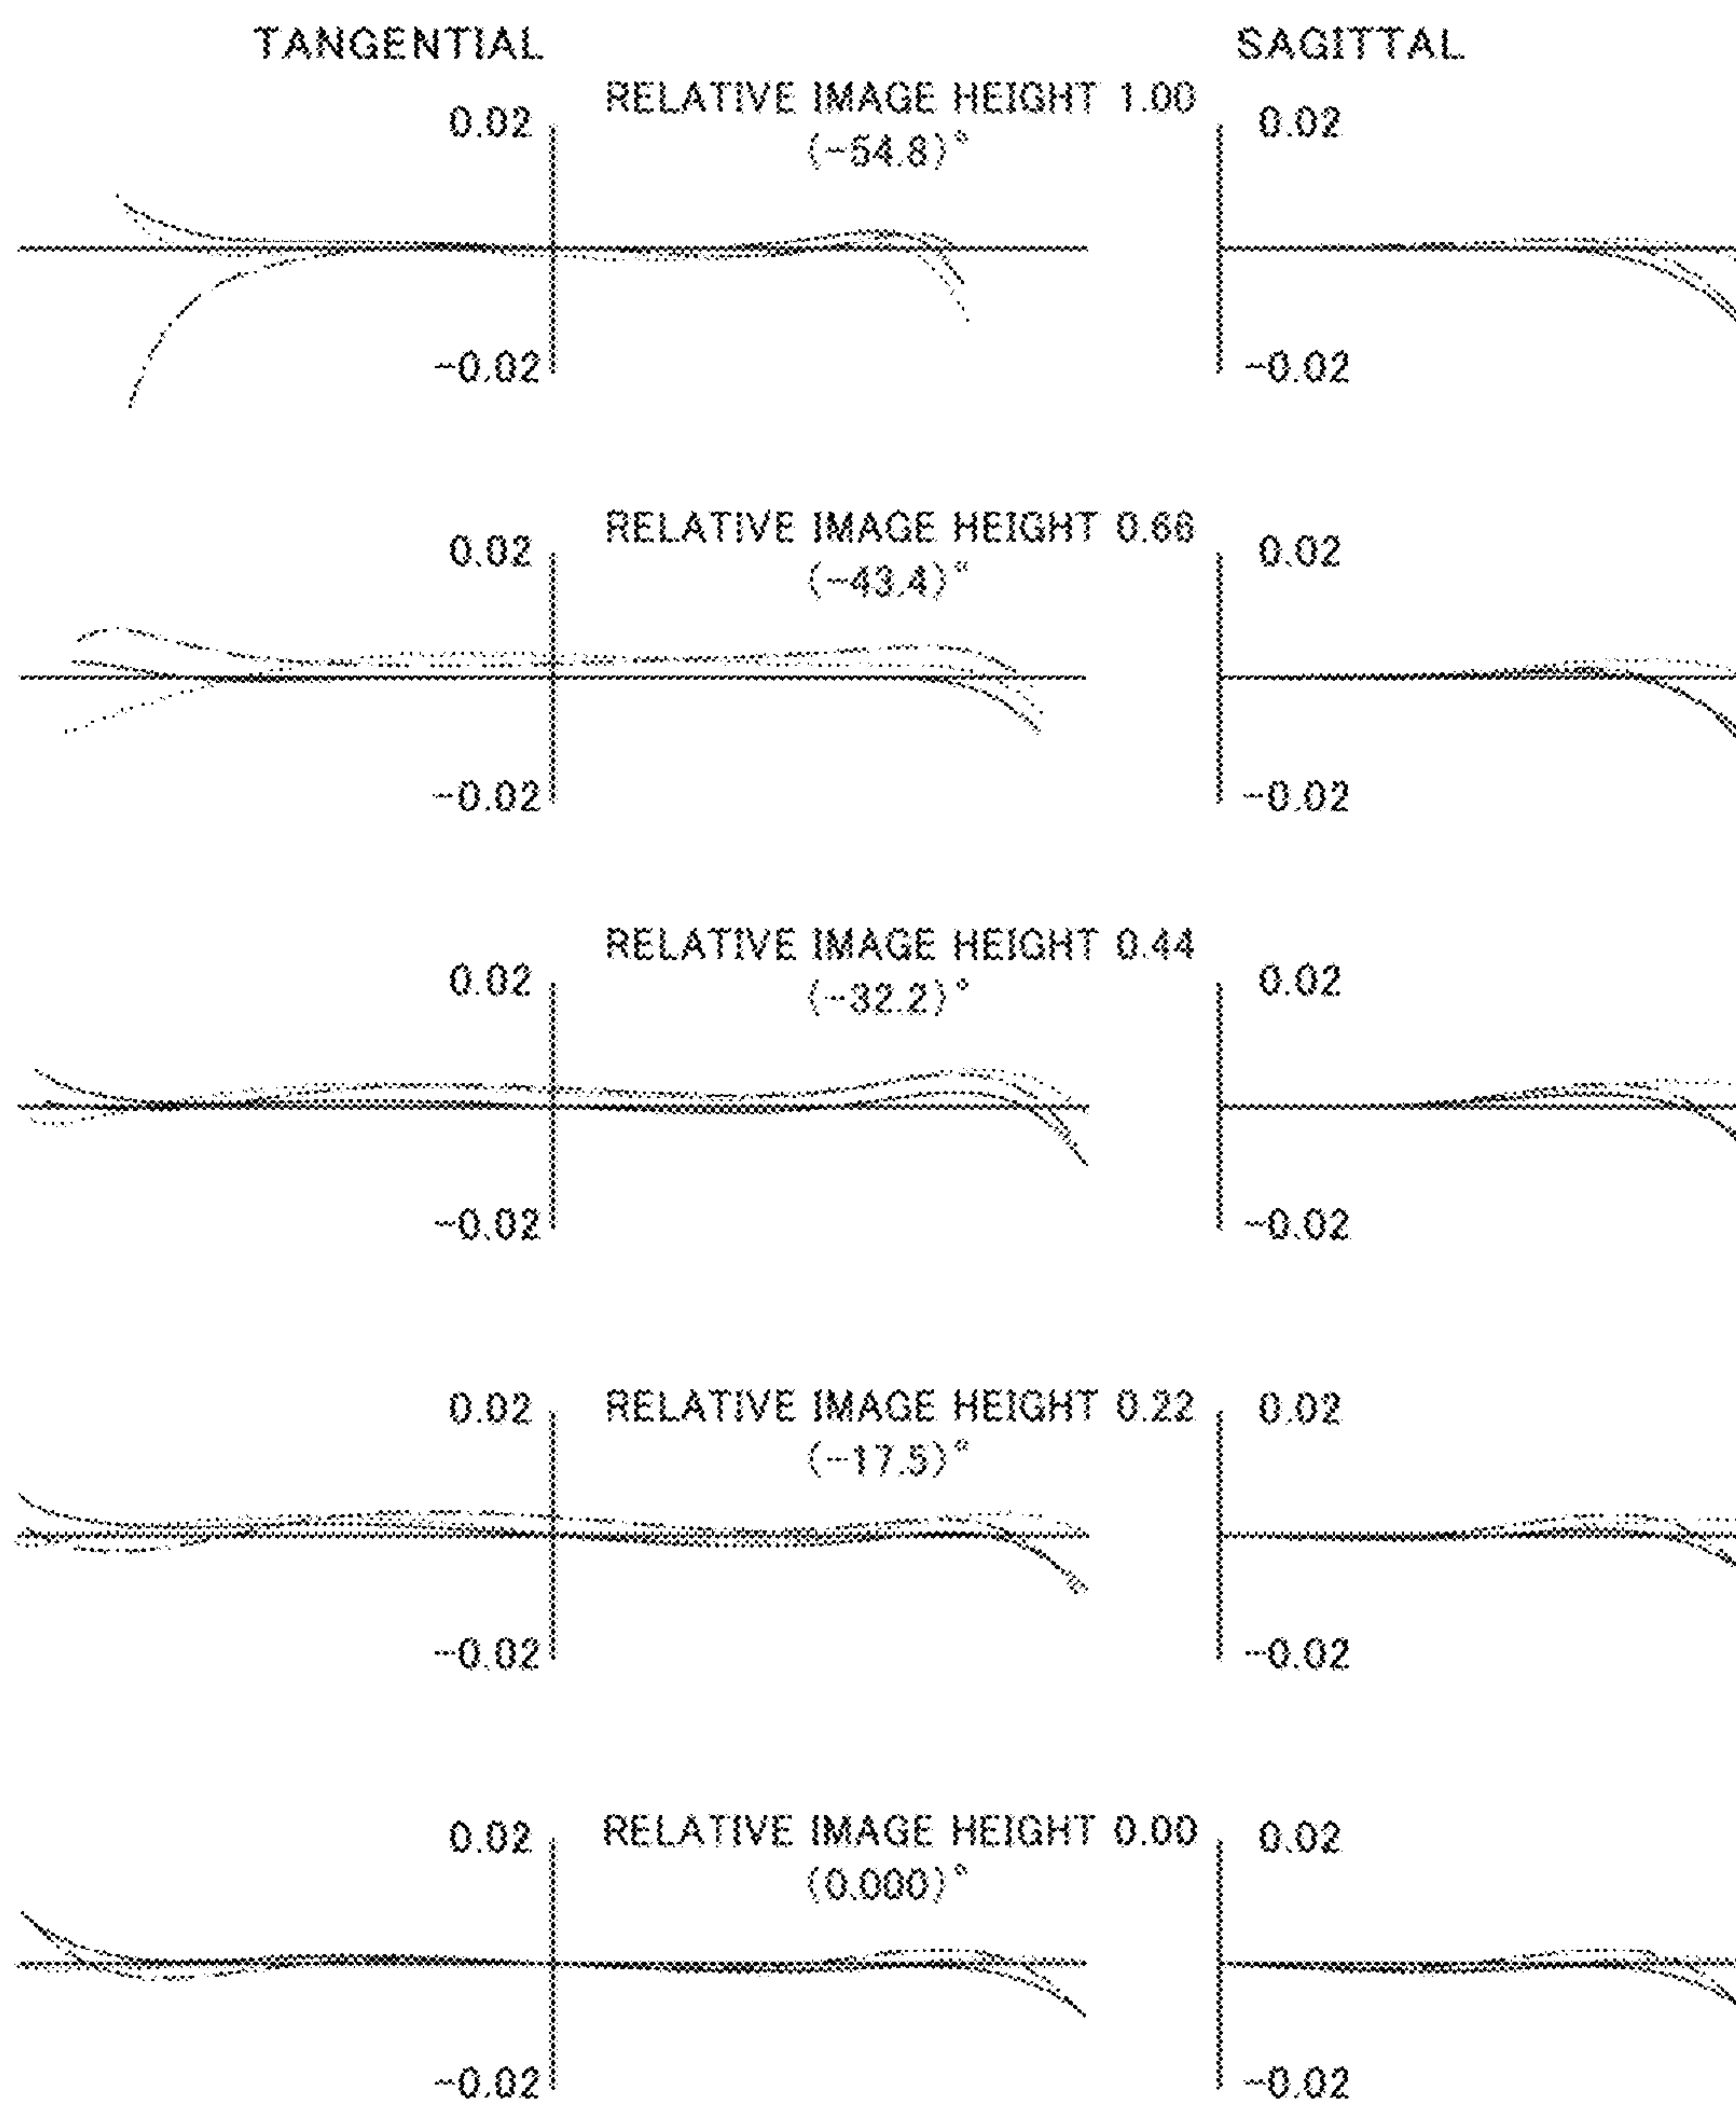 TANGENTIAL SAGITTAL
RELATIVE IMAGE HEIGHT 1.00
0.02 0.02
(-54.8)°
-0.02 -0.02
RELATIVE IMAGE HEIGHT 0.66
0.02 0.02
(-43.4)°
-0.02 -0.02
RELATIVE IMAGE HEIGHT 0.44
0.02 0.02
(-32.2)°
-0.02 -0.02
0.02 RELATIVE IMAGE HEIGHT 0.22 0.02
(-17.5)°
-0.02 -0.02
0.02 RELATIVE IMAGE HEIGHT 0.00 0.02
(0.000)°
-0.02 -0.02